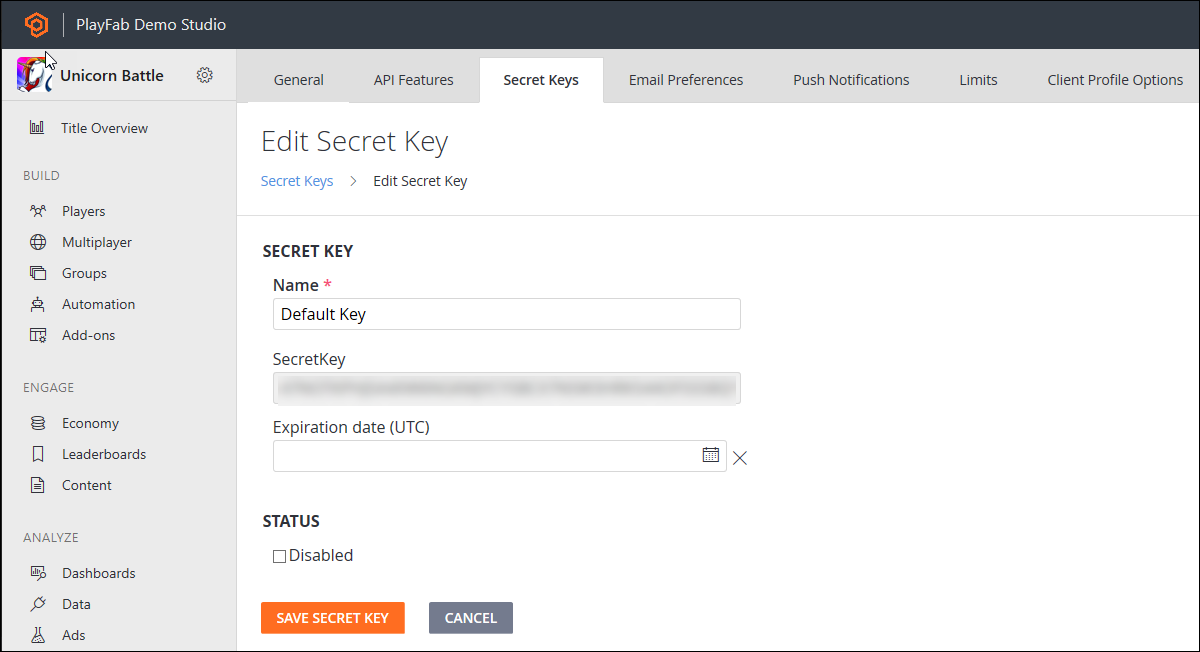 PlayFab Demo Studio
Unicorn Battle
General API Features Secret Keys Email Preferences Push Notifications Limits Client Profile Options
Title Overview
BUILD
Players
Multiplayer
Groups
Automation
Add-ons
ENGAGE
Economy
Leaderboards
Content
ANALYZE
Dashboards
Data
Ads
Edit Secret Key
Secret Keys > Edit Secret Key
SECRET KEY
Name *
Default Key
SecretKey
Expiration date (UTC)
STATUS
Disabled
SAVE SECRET KEY CANCEL